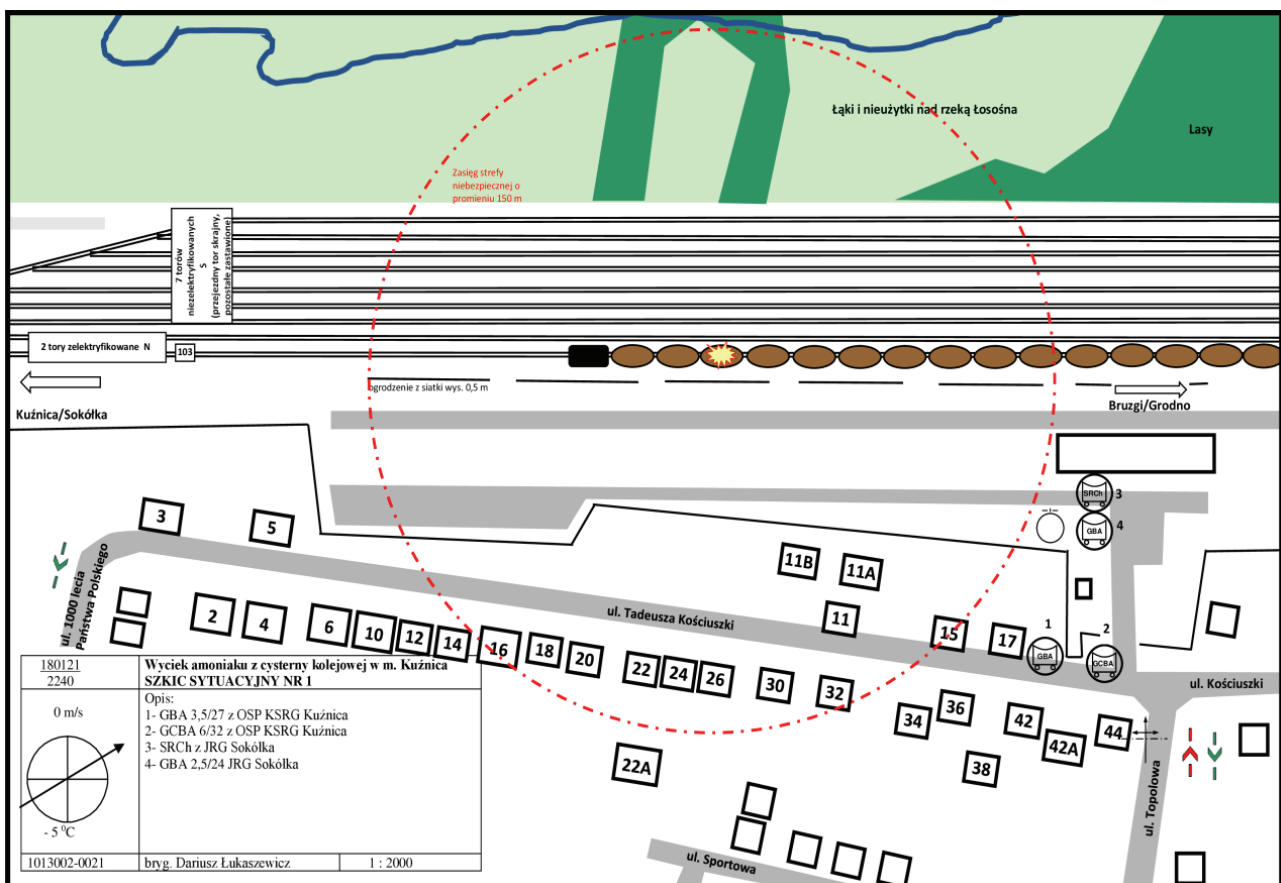 Łąki i nieużytki nad rzeką Łosośna
Lasy
Zasięg strefy
niebezpiecznej o
promieniu 150 m
7 torów
niezelektryfikowanych
S
(przejezdny tor skrajny,
pozostałe zastawione)
2 tory zelektryfikowane N
103
ogrodzenie z siatki wys. 0,5 m
Kuźnica/Sokółka
Bruzgi/Grodno
SRCh
3
GBA
4
3
5
11B
11A
11
15
17
1
GBA
2
GCBA
ul. Tadeusza Kościuszki
ul. 1000 lecia
Państwa Polskiego
2
4
6
10
12
14
16
18
20
22
24
26
30
32
34
36
38
42
42A
44
22A
ul. Kościuszki
ul. Topolowa
ul. Sportowa
180121
2240
Wyciek amoniaku z cysterny kolejowej w m. Kuźnica
SZKIC SYTUACYJNY NR 1
0 m/s
- 5 ⁰C
Opis:
1- GBA 3,5/27 z OSP KSRG Kuźnica
2- GCBA 6/32 z OSP KSRG Kuźnica
3- SRCh z JRG Sokółka
4- GBA 2,5/24 JRG Sokółka
1013002-0021
bryg. Dariusz Łukaszewicz
1 : 2000